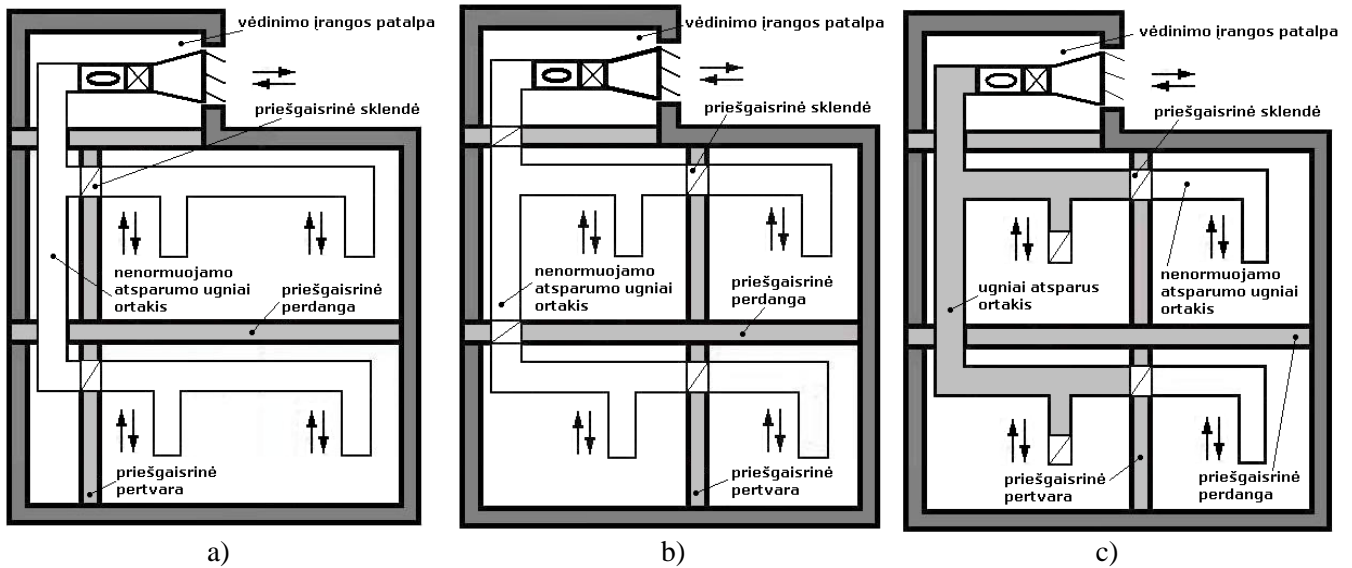 vėdinimo įrangos patalpa
priešgaisrinė sklendė
nenormuojamo
atsparumo ugniai
ortakis
priešgaisrinė
perdanga
priešgaisrinė
pertvara
a)
vėdinimo įrangos patalpa
priešgaisrinė sklendė
nenormuojamo
atsparumo ugniai
ortakis
priešgaisrinė
perdanga
priešgaisrinė
pertvara
b)
vėdinimo įrangos patalpa
priešgaisrinė sklendė
ugniai atsparus
ortakis
nenormuojamo
atsparumo ugniai
ortakis
priešgaisrinė
pertvara
priešgaisrinė
perdanga
c)